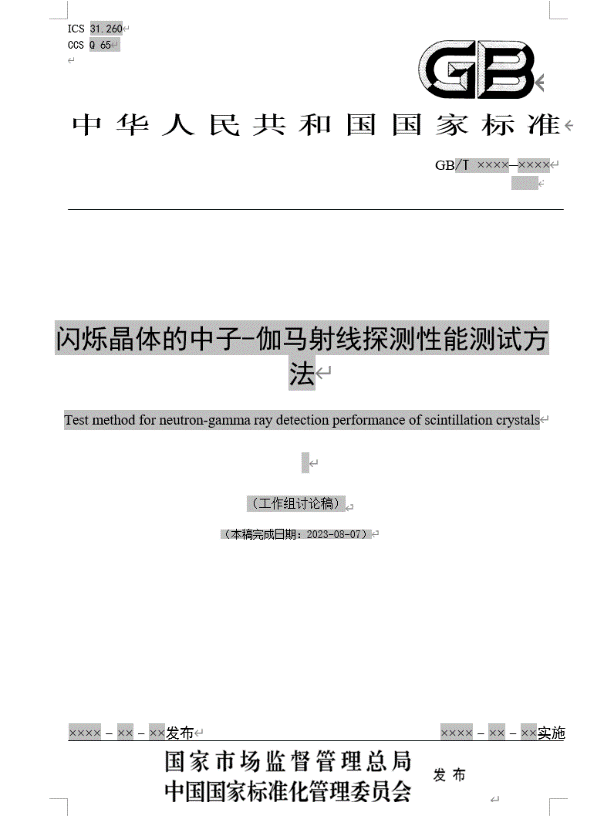 ICS 31.260
CCS Q 65
GB
中华人民共和国国家标准
GB/T ××××—××××
闪烁晶体的中子-伽马射线探测性能测试方
法
Test method for neutron-gamma ray detection performance of scintillation crystals
（工作组讨论稿）
（本稿完成日期：2023-08-07）
×××× - ×× - ××发布
×××× - ×× - ××实施
国家市场监督管理总局
中国国家标准化管理委员会
发布